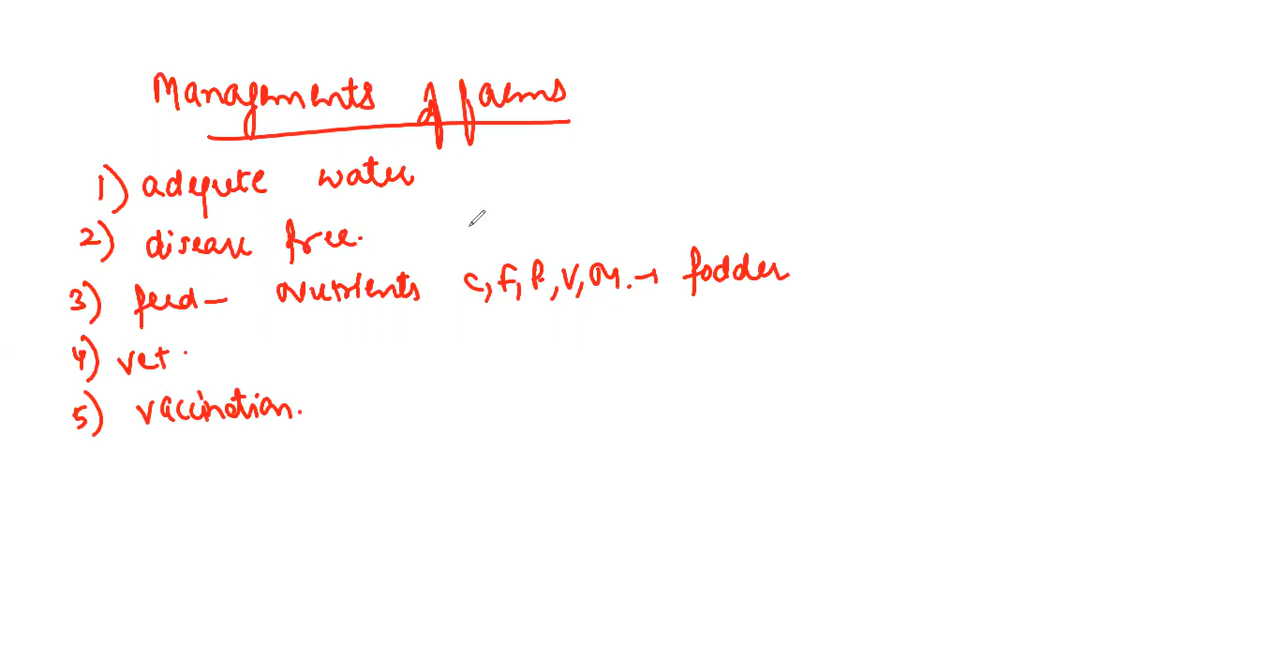 Managements of farms
1) adequte water
2) disease free.
3) feed - nutrients C, F, P, V, M. → fodder
4) vet.
5) vaccination.